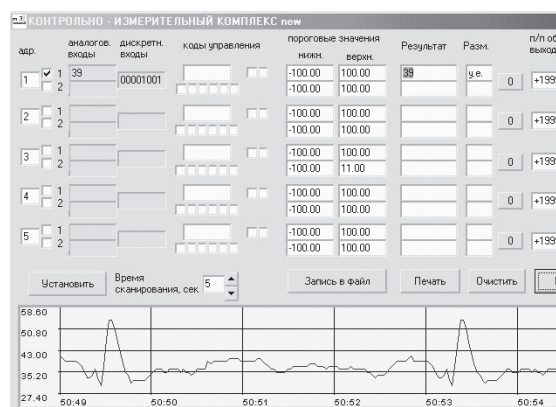 КОНТРОЛЬНО - ИЗМЕРИТЕЛЬНЫЙ КОМПЛЕКС new
адр. аналогов. входы дискретн. входы коды управления пороговые значения нижн. верхн. Результат Разм. п/п об выход
1 1 39 00001001 -100.00 100.00 39 у.е. 0 +199
2 -100.00 100.00
2 1 -100.00 100.00 0 +199
2 -100.00 100.00
3 1 -100.00 100.00 0 +199
2 -100.00 11.00
4 1 -100.00 100.00 0 +199
2 -100.00 100.00
5 1 -100.00 100.00 0 +199
2 -100.00 100.00
Установить Время сканирования, сек 5 Запись в файл Печать Очистить
58.60
50.80
43.00
35.20
27.40
50:49 50:50 50:51 50:52 50:53 50:54